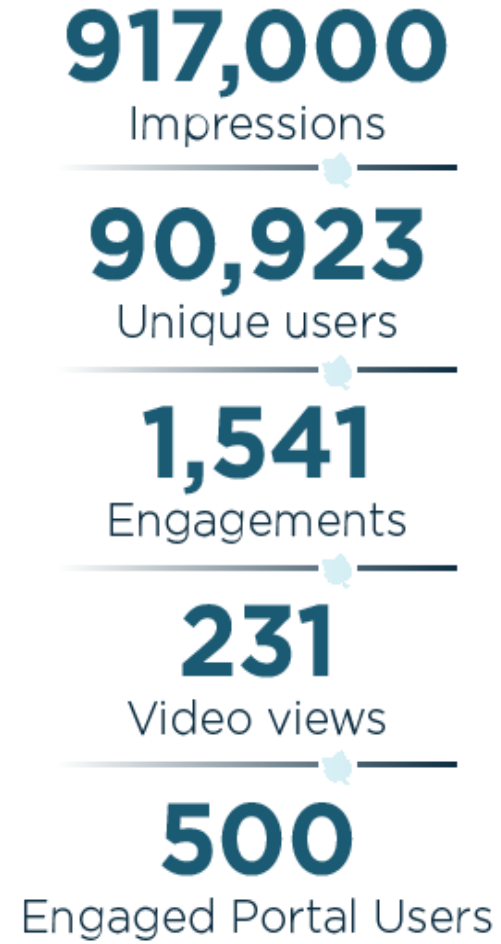 917,000
Impressions
90,923
Unique users
1,541
Engagements
231
Video views
500
Engaged Portal Users